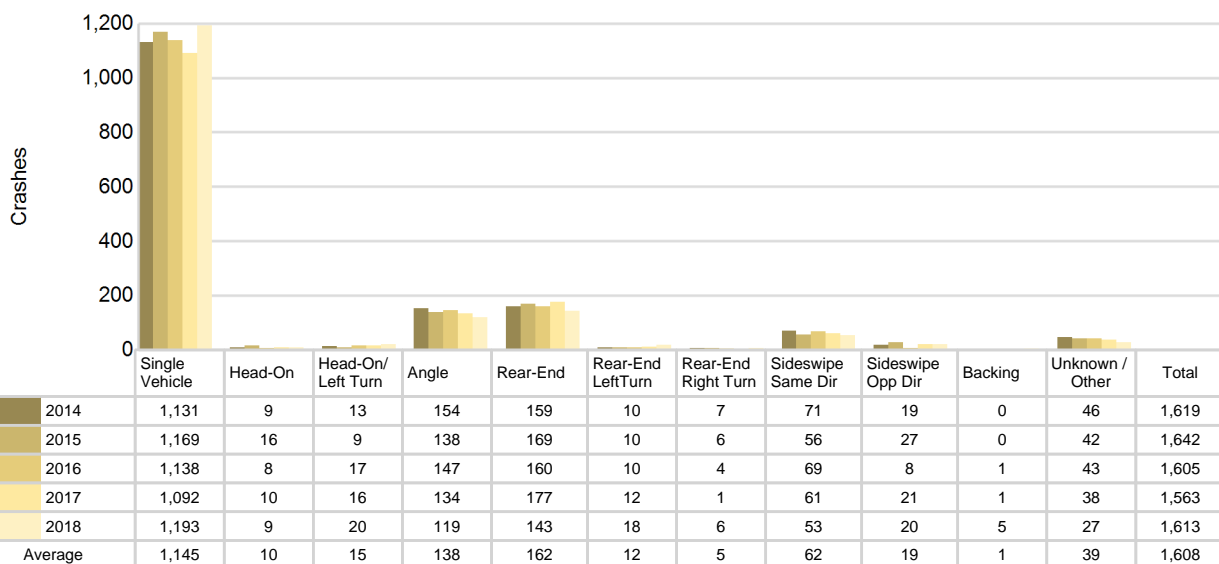 Crashes
1,200
1,000
800
600
400
200
0
Single Vehicle Head-On Head-On/ Left Turn Angle Rear-End Rear-End LeftTurn Rear-End Right Turn Sideswipe Same Dir Sideswipe Opp Dir Backing Unknown / Other Total
2014 1,131 9 13 154 159 10 7 71 19 0 46 1,619
2015 1,169 16 9 138 169 10 6 56 27 0 42 1,642
2016 1,138 8 17 147 160 10 4 69 8 1 43 1,605
2017 1,092 10 16 134 177 12 1 61 21 1 38 1,563
2018 1,193 9 20 119 143 18 6 53 20 5 27 1,613
Average 1,145 10 15 138 162 12 5 62 19 1 39 1,608